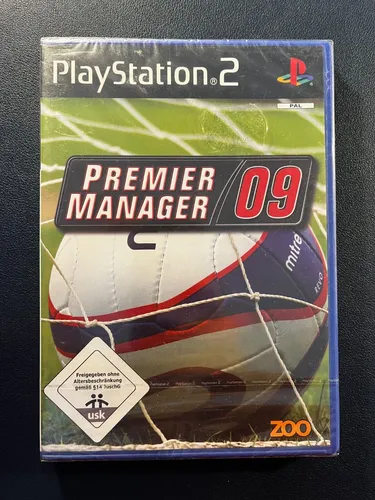 PlayStation®2
PAL
PREMIER
MANAGER 09
mitre
Freigegeben ohne
Altersbeschränkung
gemäß §14 JuschG
usk
ZOO